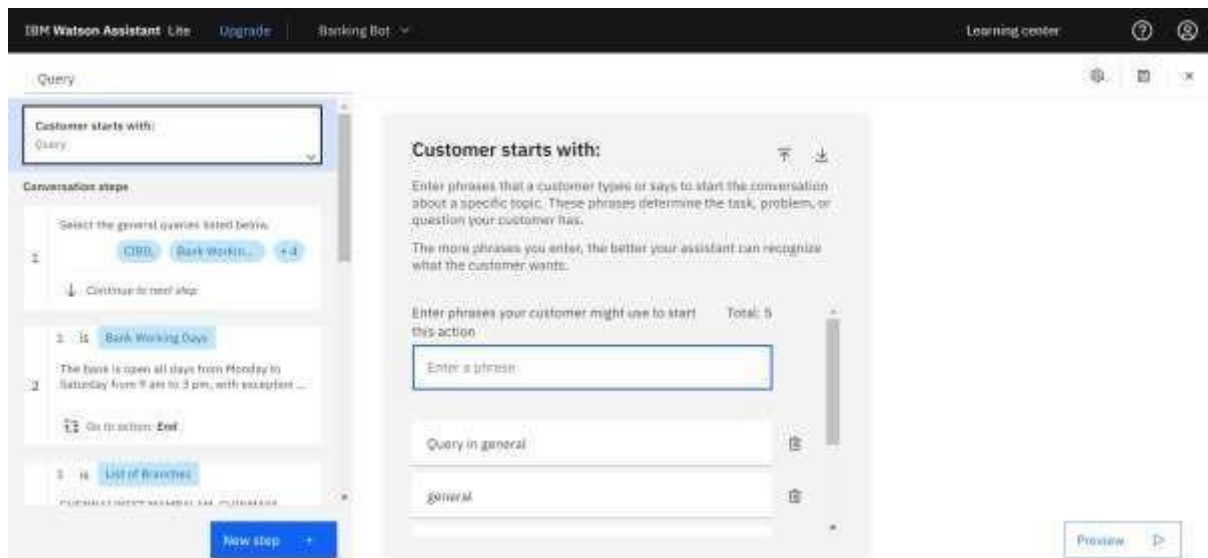 IBM Watson Assistant Lite Upgrade Banking Bot Learning center
Query
Customer starts with:
Query
Conversation steps
1
Select the general queries listed below.
CIBIL Bank Workin... +4
Continue to next step
2
1 is Bank Working Days
The bank is open all days from Monday to
Saturday from 9 am to 3 pm, with exception ...
Go to action: End
1 is List of Branches
New step +
Customer starts with:
Enter phrases that a customer types or says to start the conversation
about a specific topic. These phrases determine the task, problem, or
question your customer has.
The more phrases you enter, the better your assistant can recognize
what the customer wants.
Enter phrases your customer might use to start
this action
Total: 5
Enter a phrase
Query in general
general
Preview